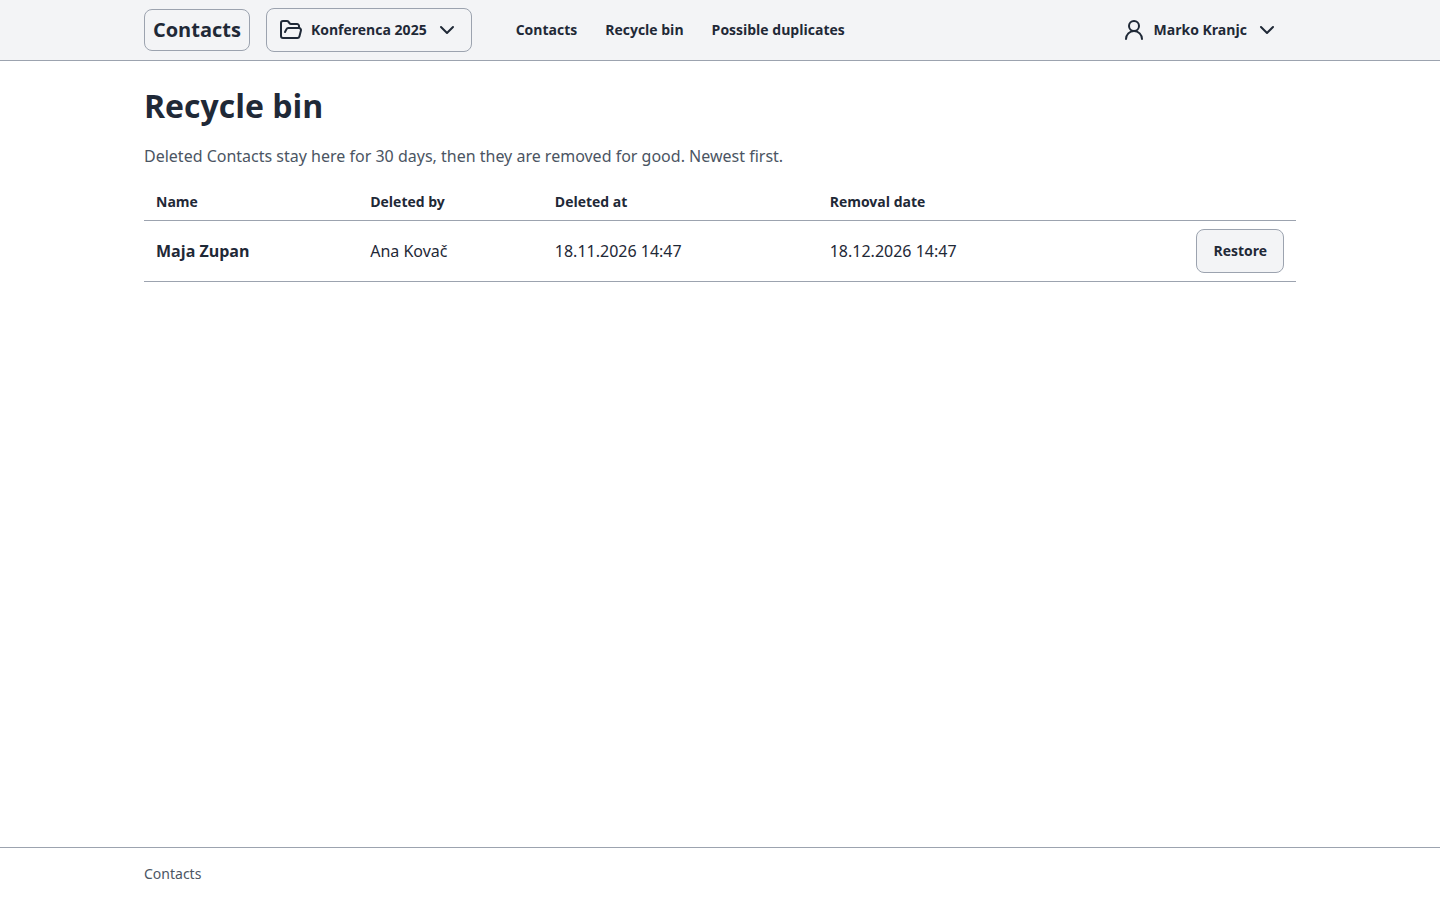 Contacts Konferenca 2025 Contacts Recycle bin Possible duplicates Marko Kranjc
Recycle bin
Deleted Contacts stay here for 30 days, then they are removed for good. Newest first.
Name Deleted by Deleted at Removal date
Maja Zupan Ana Kovač 18.11.2026 14:47 18.12.2026 14:47 Restore
Contacts